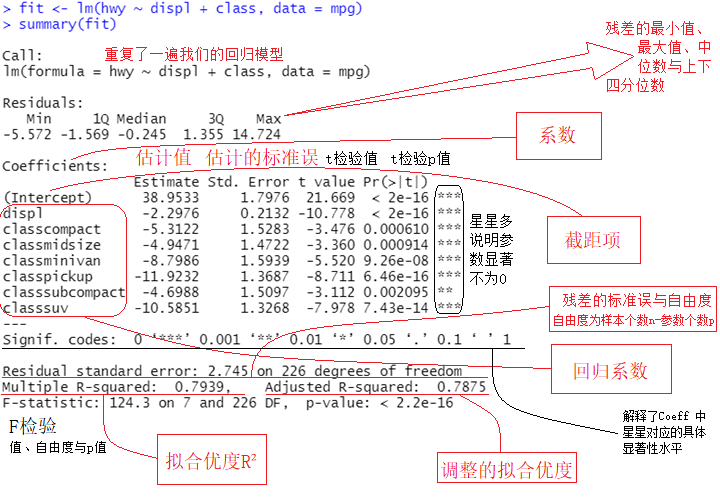 > fit <- lm(hwy ~ displ + class, data = mpg)
> summary(fit)
Call:
重复了一遍我们的回归模型
lm(formula = hwy ~ displ + class, data = mpg)
残差的最小值、
最大值、中
位数与上下
四分位数
Residuals:
Min 1Q Median 3Q Max
-5.572 -1.569 -0.245 1.355 14.724
系数
Coefficients:
估计值 估计的标准误 t检验值 t检验p值
Estimate Std. Error t value Pr(>|t|)
(Intercept) 38.9533 1.7976 21.669 < 2e-16 ***
displ -2.2976 0.2132 -10.778 < 2e-16 ***
classcompact -5.3122 1.5283 -3.476 0.000610 ***
classmidsize -4.9471 1.4722 -3.360 0.000914 ***
classminivan -8.7986 1.5939 -5.520 9.26e-08 ***
classpickup -11.9232 1.3687 -8.711 6.46e-16 ***
classsubcompact -4.6988 1.5097 -3.112 0.002095 **
classsuv -10.5851 1.3268 -7.978 7.43e-14 ***
星星多
说明参
数显著
不为0
截距项
残差的标准误与自由度
自由度为样本个数n-参数个数p
---
Signif. codes: 0 ‘***’ 0.001 ‘**’ 0.01 ‘*’ 0.05 ‘.’ 0.1 ‘ ’ 1
回归系数
Residual standard error: 2.745 on 226 degrees of freedom
Multiple R-squared: 0.7939, Adjusted R-squared: 0.7875
F-statistic: 124.3 on 7 and 226 DF, p-value: < 2.2e-16
F检验
值、自由度与p值
拟合优度R²
调整的拟合优度
解释了Coeff 中
星星对应的具体
显著性水平